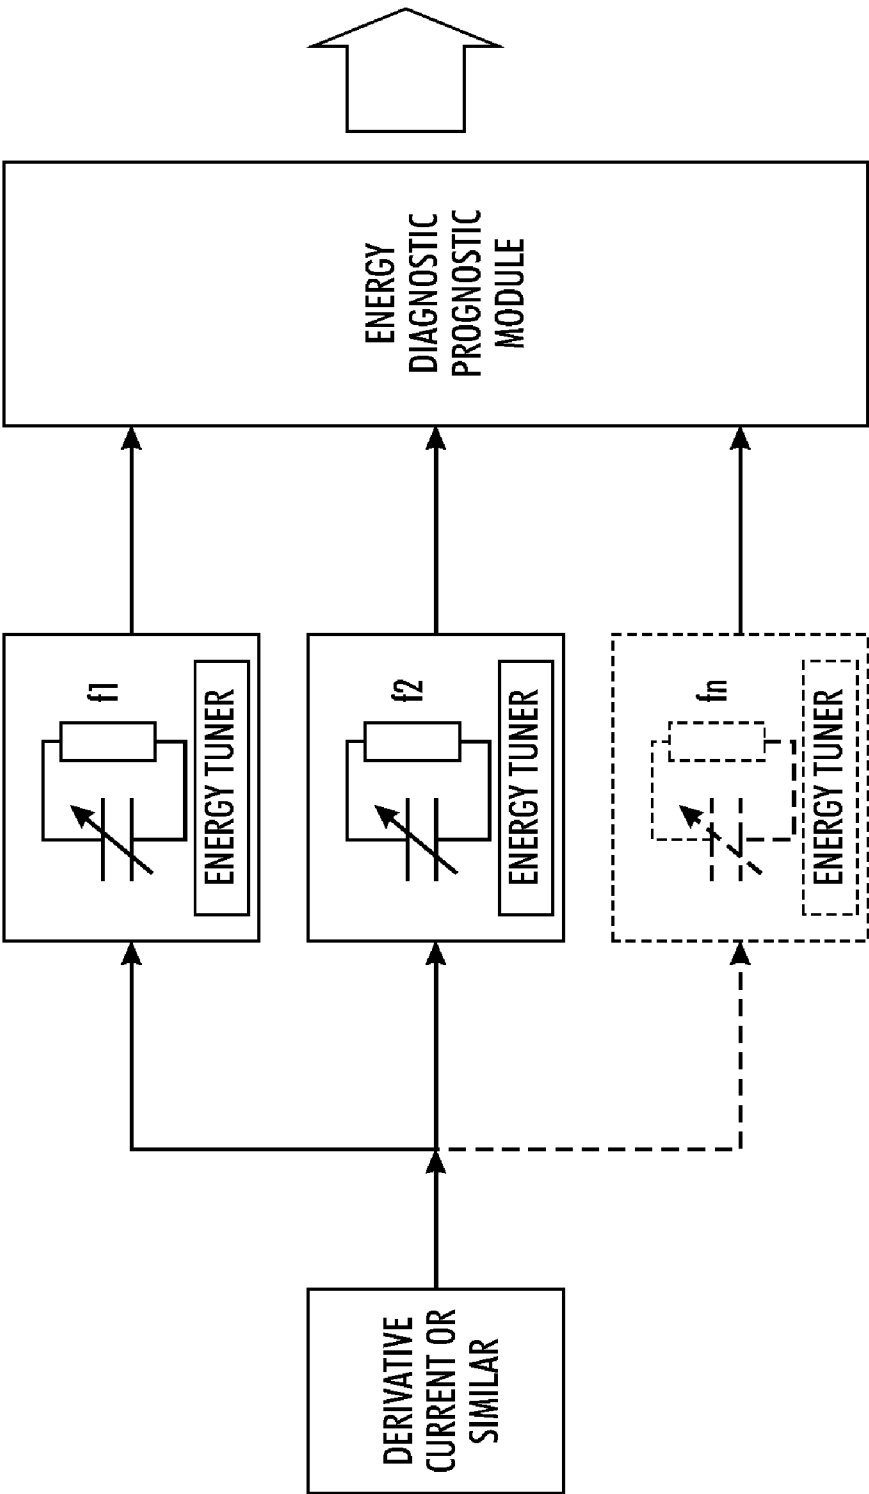 DERIVATIVE
CURRENT OR
SIMILAR
f1
ENERGY TUNER
f2
ENERGY TUNER
fn
ENERGY TUNER
ENERGY
DIAGNOSTIC
PROGNOSTIC
MODULE